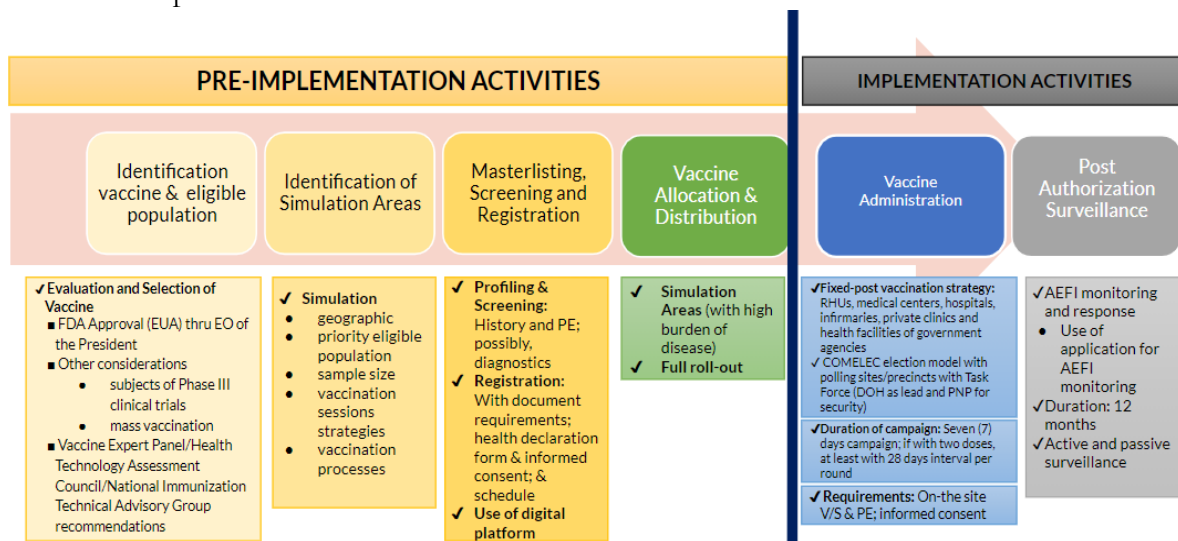 PRE-IMPLEMENTATION ACTIVITIES
IMPLEMENTATION ACTIVITIES
Identification
vaccine & eligible
population
Identification of
Simulation Areas
Masterlisting,
Screening and
Registration
Vaccine
Allocation &
Distribution
Vaccine
Administration
Post
Authorization
Surveillance
✓Evaluation and Selection of
Vaccine
■ FDA Approval (EUA) thru EO of
the President
■ Other considerations
● subjects of Phase III
clinical trials
● mass vaccination
■ Vaccine Expert Panel/Health
Technology Assessment
Council/National Immunization
Technical Advisory Group
recommendations
✓ Simulation
● geographic
● priority eligible
population
● sample size
● vaccination
sessions
strategies
● vaccination
processes
✓ Profiling &
Screening:
History and PE;
possibly,
diagnostics
✓ Registration:
With document
requirements;
health declaration
form & informed
consent; &
schedule
✓ Use of digital
platform
✓ Simulation
Areas (with high
burden of
disease)
✓ Full roll-out
✓Fixed-post vaccination strategy:
RHUs, medical centers, hospitals,
infirmaries, private clinics and
health facilities of government
agencies
✓ COMELEC election model with
polling sites/precincts with Task
Force (DOH as lead and PNP for
security)
✓Duration of campaign: Seven (7)
days campaign; if with two doses,
at least with 28 days interval per
round
✓Requirements: On-the site
V/S & PE; informed consent
✓AEFI monitoring
and response
● Use of
application for
AEFI
monitoring
✓Duration: 12
months
✓Active and passive
surveillance